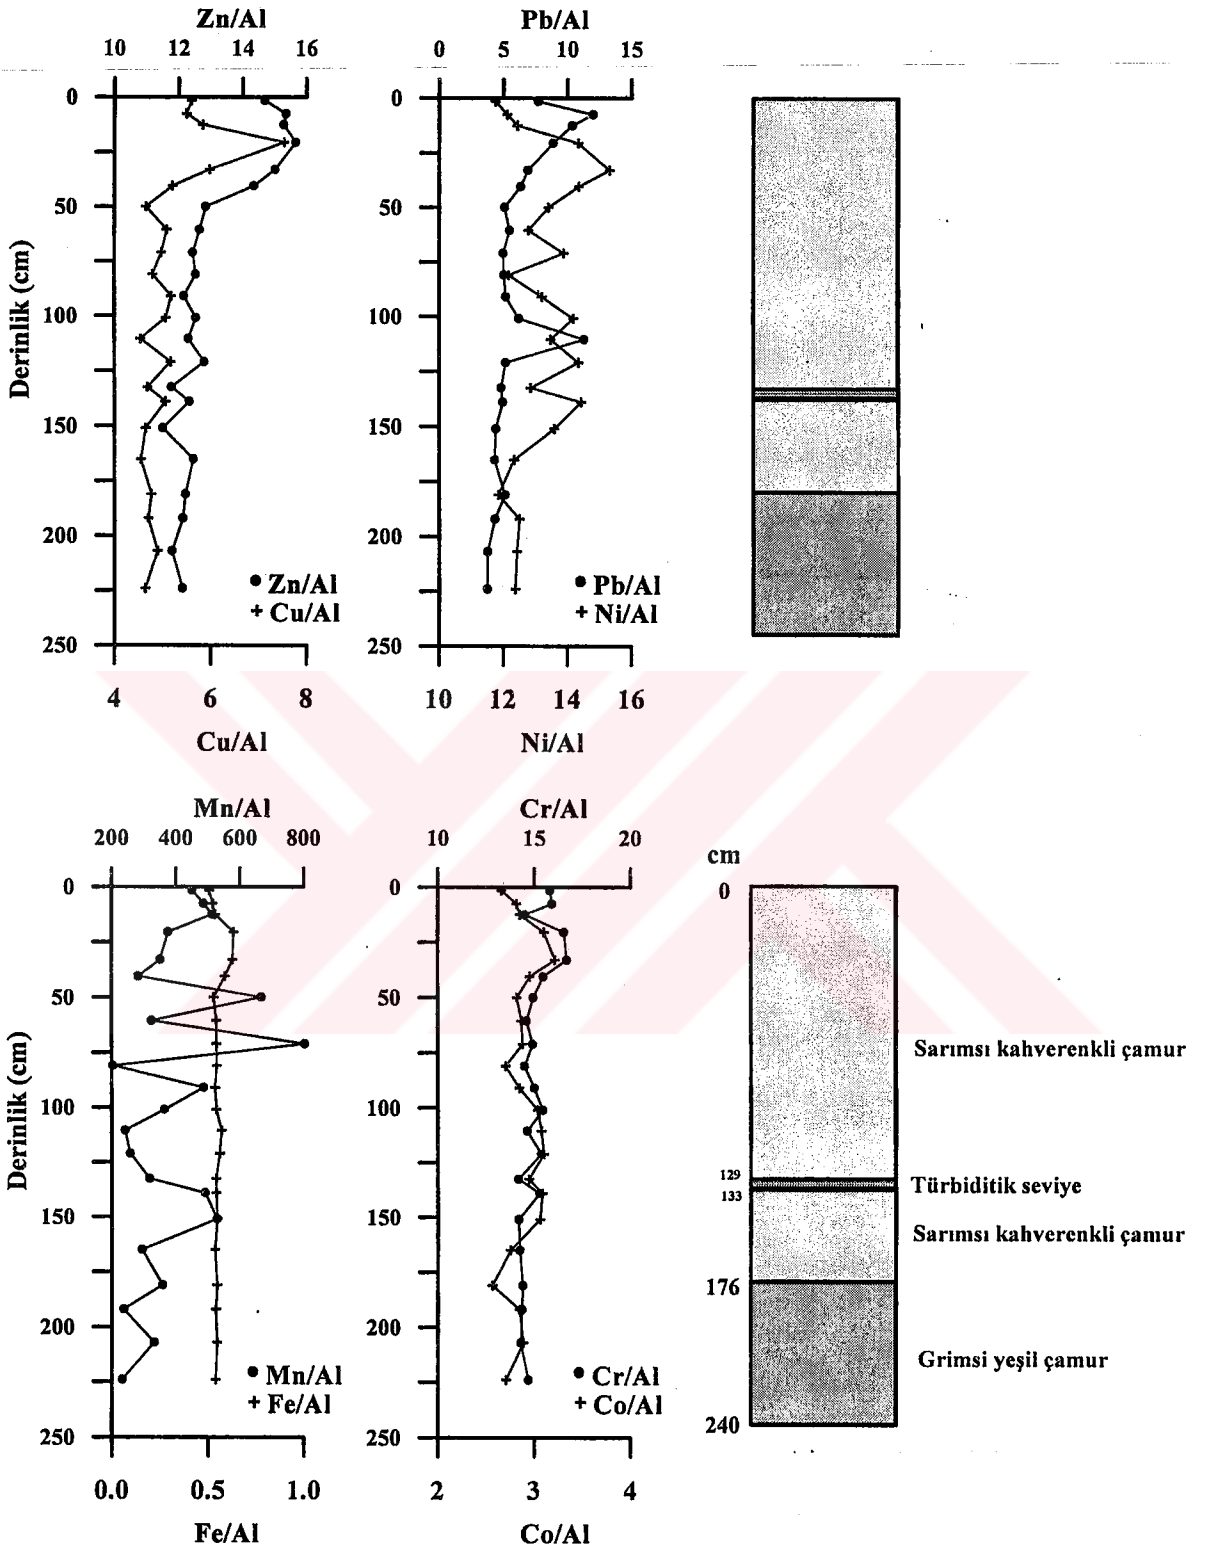 Zn/Al
10 12 14 16
Pb/Al
0 5 10 15
Derinlik (cm)
0
50
100
150
200
250
Zn/Al
Cu/Al
4 6 8
Cu/Al
0
50
100
150
200
250
Pb/Al
Ni/Al
10 12 14 16
Ni/Al
Mn/Al
200 400 600 800
Cr/Al
10 15 20
Derinlik (cm)
0
50
100
150
200
250
Mn/Al
Fe/Al
0.0 0.5 1.0
Fe/Al
0
50
100
150
200
250
Cr/Al
Co/Al
2 3 4
Co/Al
cm
0
Sarımsı kahverenkli çamur
129
Türbiditik seviye
133
Sarımsı kahverenkli çamur
176
Grimsi yeşil çamur
240